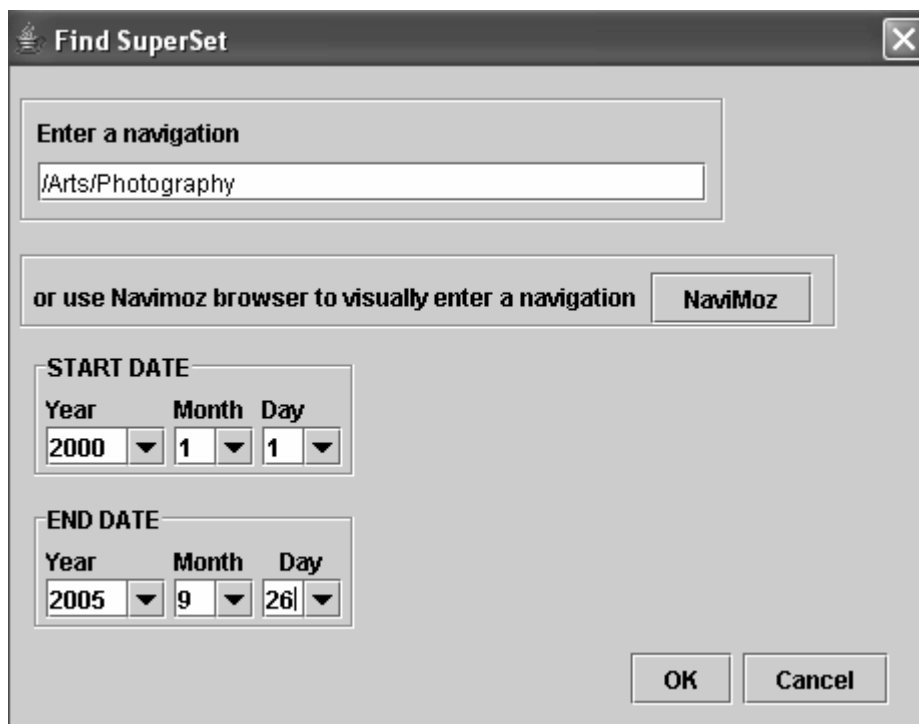 Find SuperSet
Enter a navigation
/Arts/Photography
or use Navimoz browser to visually enter a navigation NaviMoz
START DATE
Year Month Day
2000 1 1
END DATE
Year Month Day
2005 9 26
OK Cancel